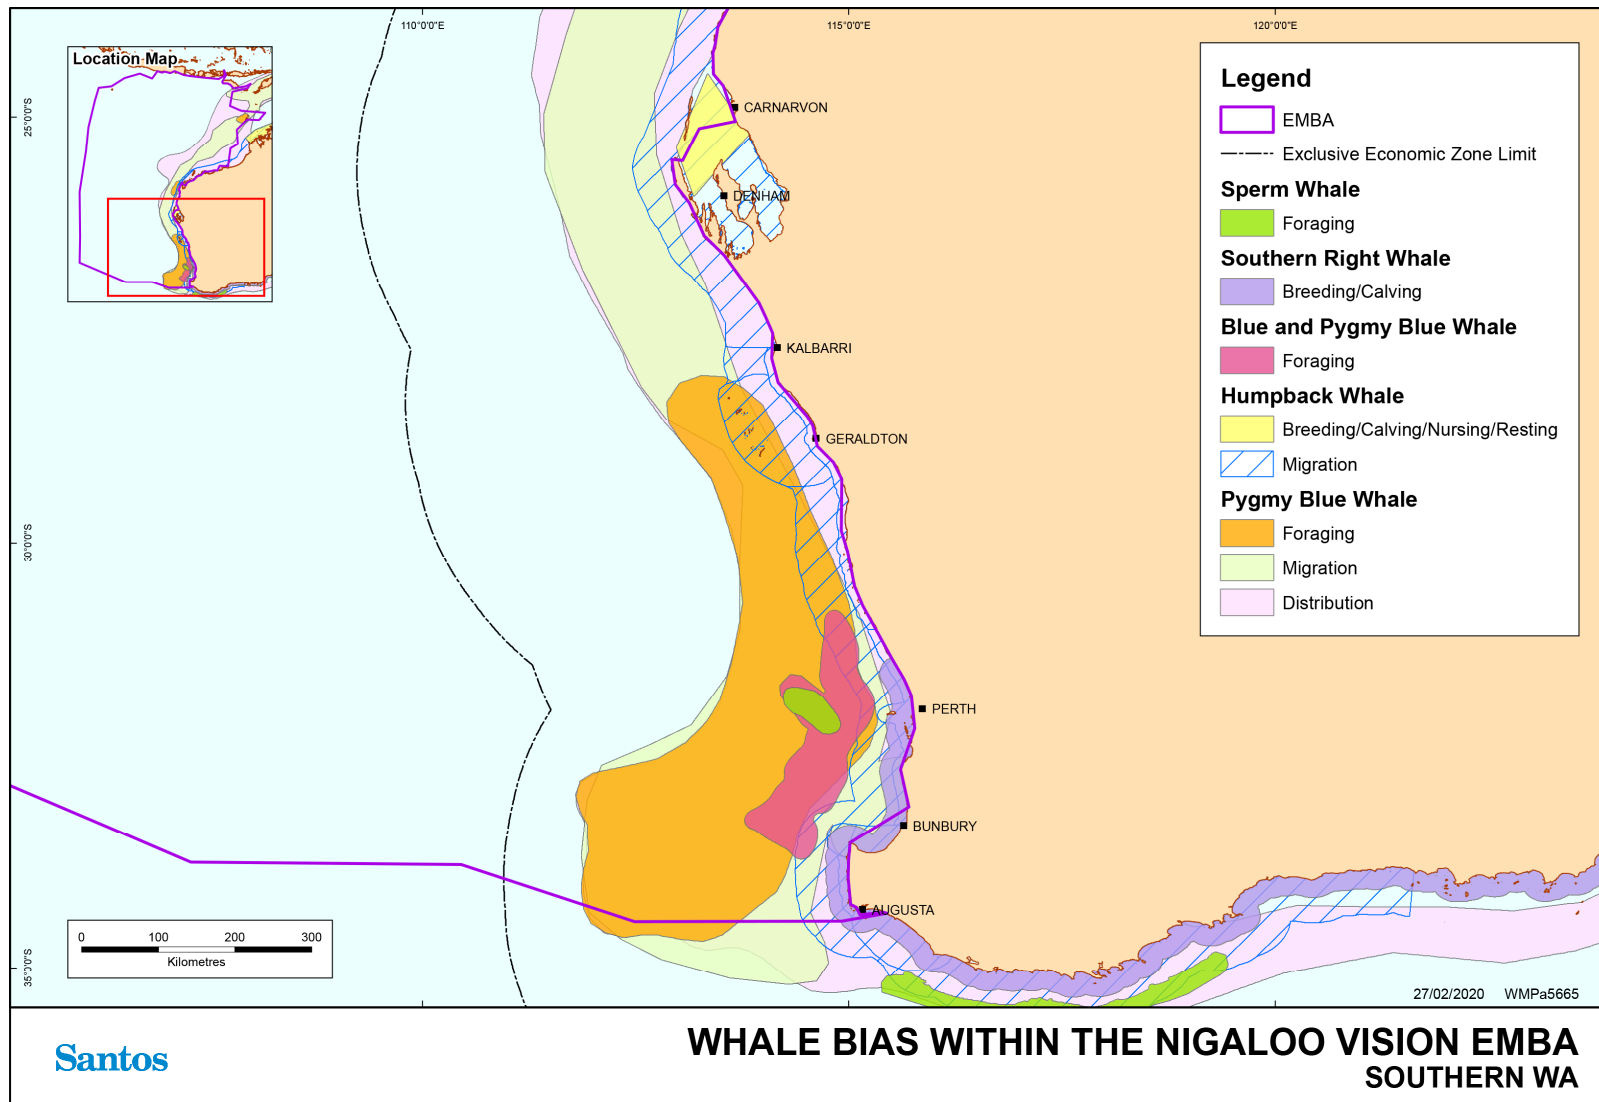 110°0'0"E
115°0'0"E
120°0'0"E
25°0'0"S
30°0'0"S
35°0'0"S
Location Map
CARNARVON
DENHAM
KALBARRI
GERALDTON
PERTH
BUNBURY
AUGUSTA
Legend
EMBA
Exclusive Economic Zone Limit
Sperm Whale
Foraging
Southern Right Whale
Breeding/Calving
Blue and Pygmy Blue Whale
Foraging
Humpback Whale
Breeding/Calving/Nursing/Resting
Migration
Pygmy Blue Whale
Foraging
Migration
Distribution
0 100 200 300
Kilometres
27/02/2020 WMPa5665
Santos
WHALE BIAS WITHIN THE NIGALOO VISION EMBA
SOUTHERN WA